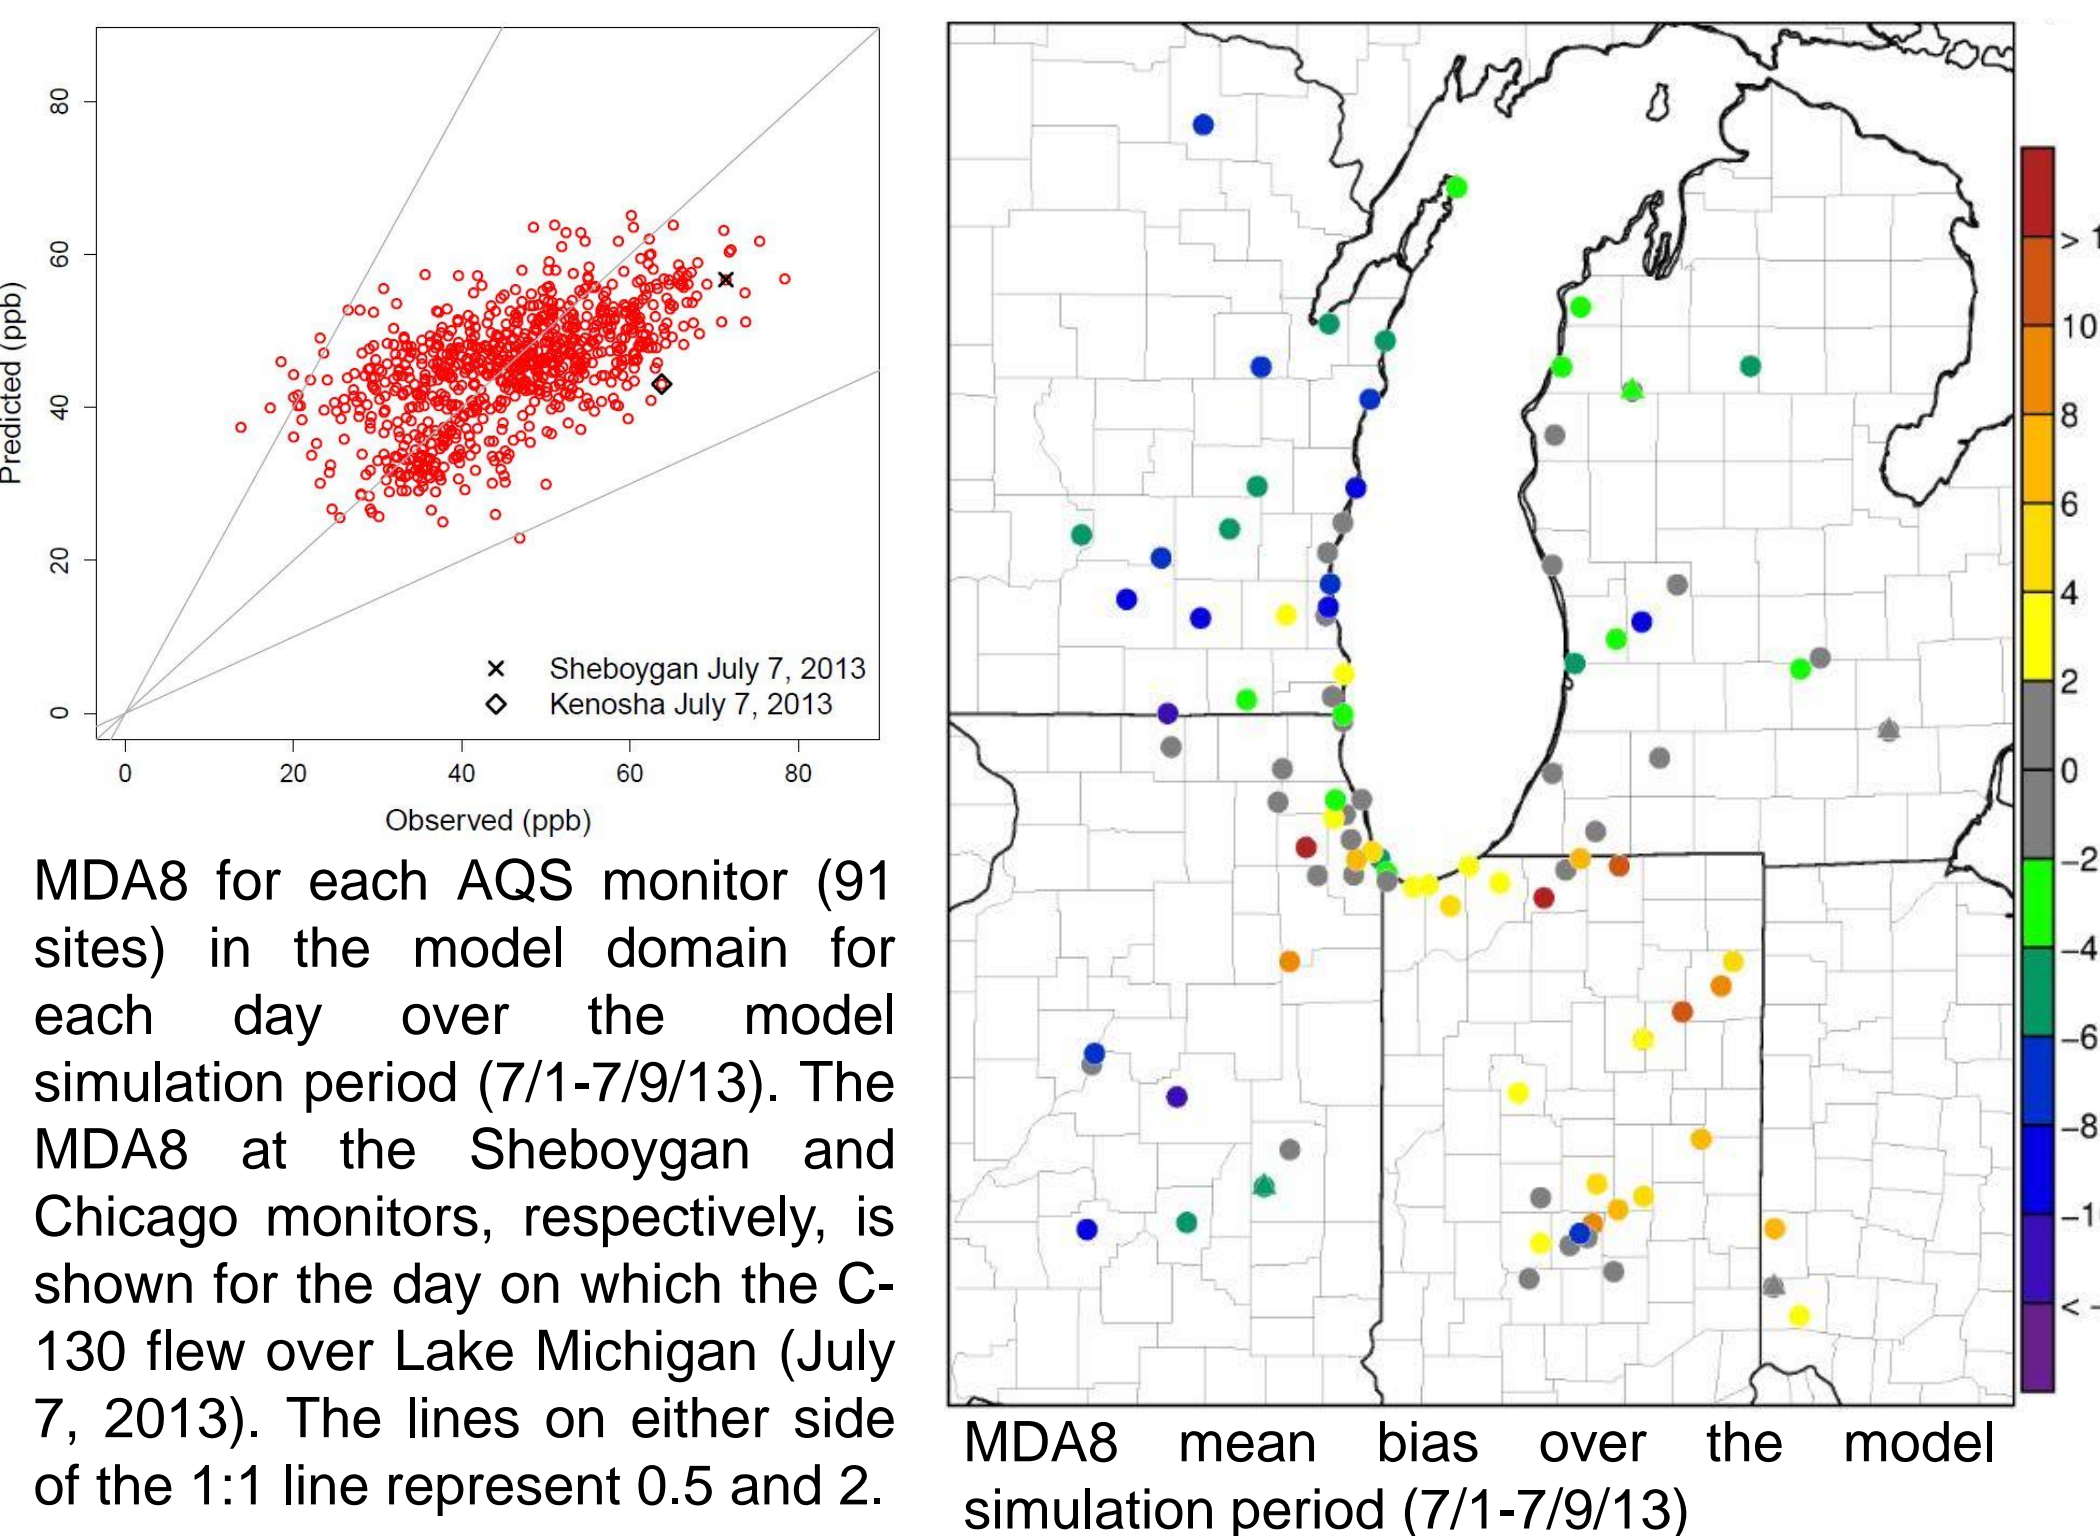 80
60
40
20
0
Predicted (ppb)
0 20 40 60 80
Observed (ppb)
Sheboygan July 7, 2013
Kenosha July 7, 2013
MDA8 for each AQS monitor (91
sites) in the model domain for
each day over the model
simulation period (7/1-7/9/13). The
MDA8 at the Sheboygan and
Chicago monitors, respectively, is
shown for the day on which the C-
130 flew over Lake Michigan (July
7, 2013). The lines on either side
of the 1:1 line represent 0.5 and 2.
10
8
6
4
2
0
−2
−4
−6
−8
MDA8 mean bias over the model
simulation period (7/1-7/9/13)